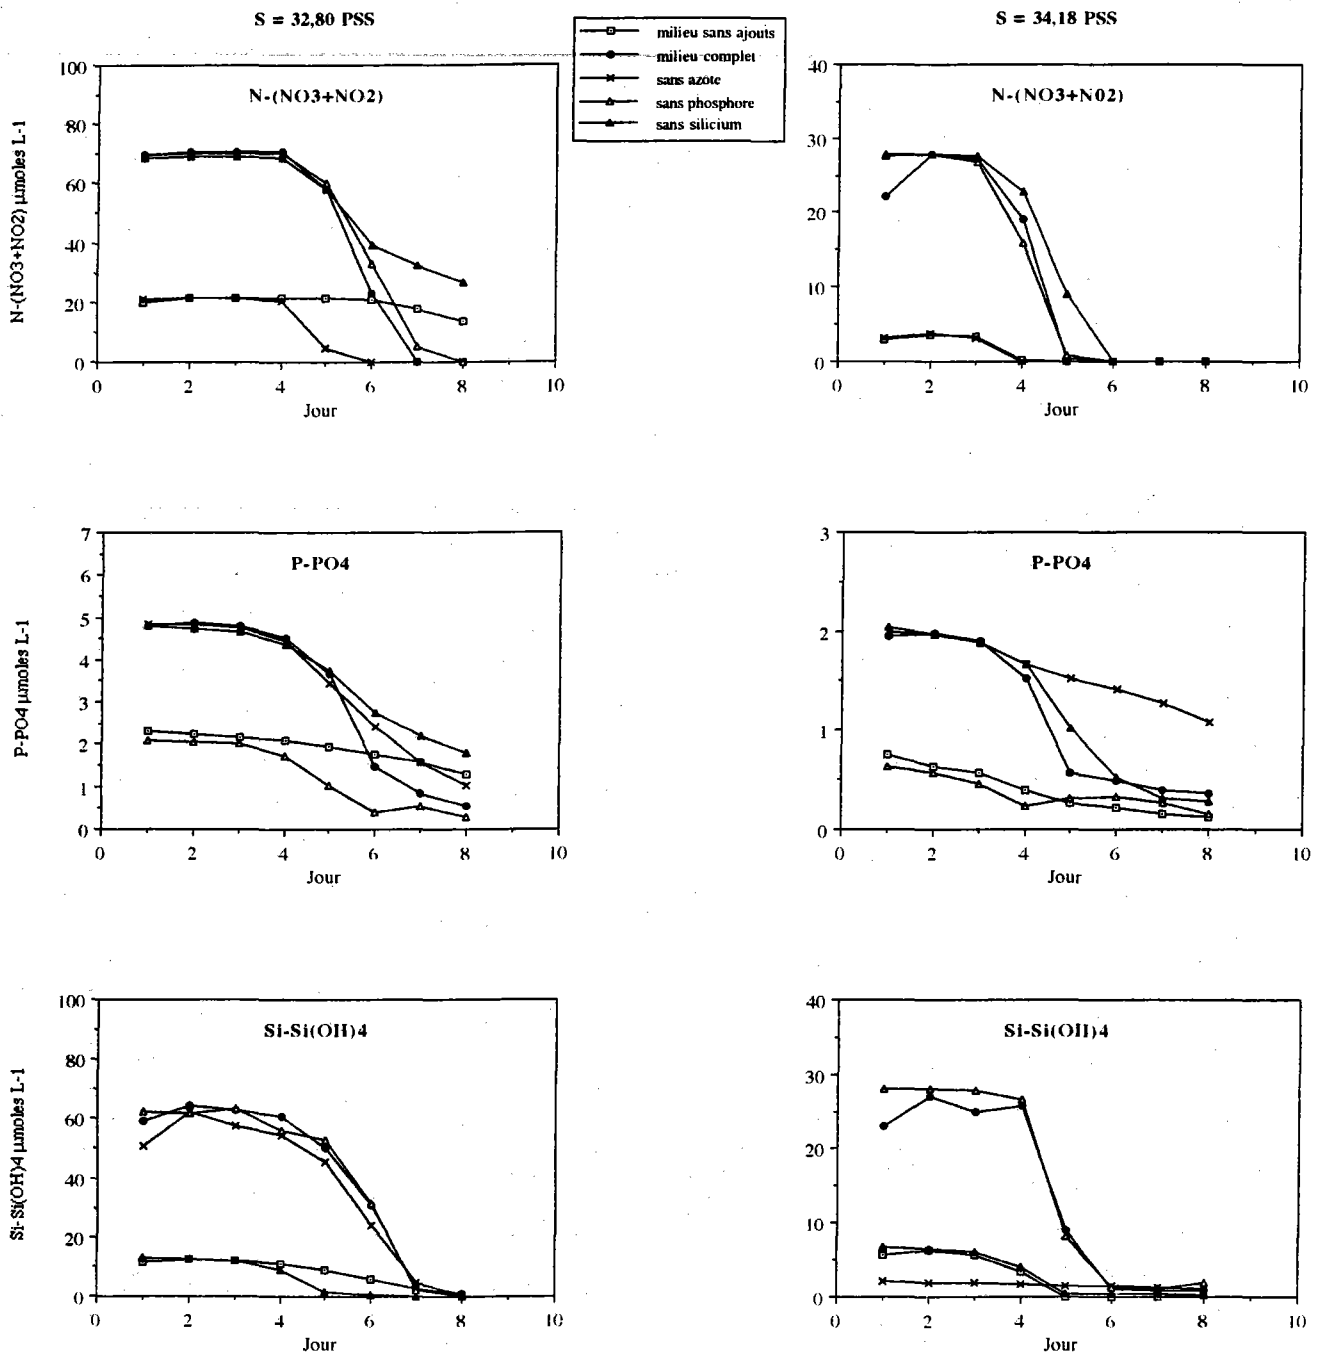 S = 32,80 PSS
S = 34,18 PSS
milieu sans ajouts
milieu complet
sans azote
sans phosphore
sans silicium
N-(NO3+NO2)
N-(NO3+NO2) µmoles L-1
100
80
60
40
20
0
0 2 4 6 8 10
Jour
N-(NO3+N02)
40
30
20
10
0
0 2 4 6 8 10
Jour
P-PO4
P-PO4 µmoles L-1
7
6
5
4
3
2
1
0
0 2 4 6 8 10
Jour
P-PO4
3
2
1
0
0 2 4 6 8 10
Jour
Si-Si(OH)4
Si-Si(OH)4 µmoles L-1
100
80
60
40
20
0
0 2 4 6 8 10
Jour
Si-Si(OH)4
40
30
20
10
0
0 2 4 6 8 10
Jour